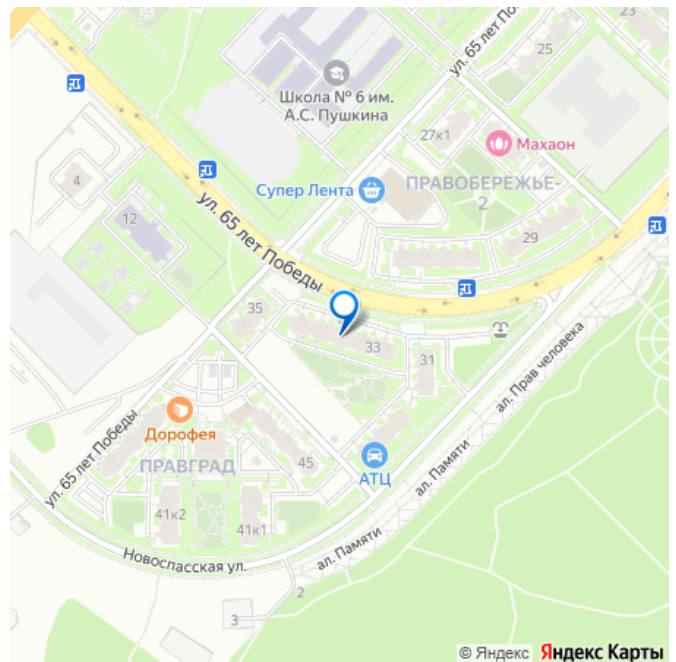 23
ул. 65 лет Победы
25
Школа № 6 им.
А.С. Пушкина
27к1
Махаон
4
Супер Лента
ПРАВОБЕРЕЖЬЕ-
2
12
ул. 65 лет Победы
29
35
33
31
ал. Прав человека
Дорофея
ул. 65 лет Победы
ПРАВГРАД
45
АТЦ
ал. Памяти
41к2
41к1
Новоспасская ул.
ал. Памяти
2
3
© Яндекс Яндекс Карты